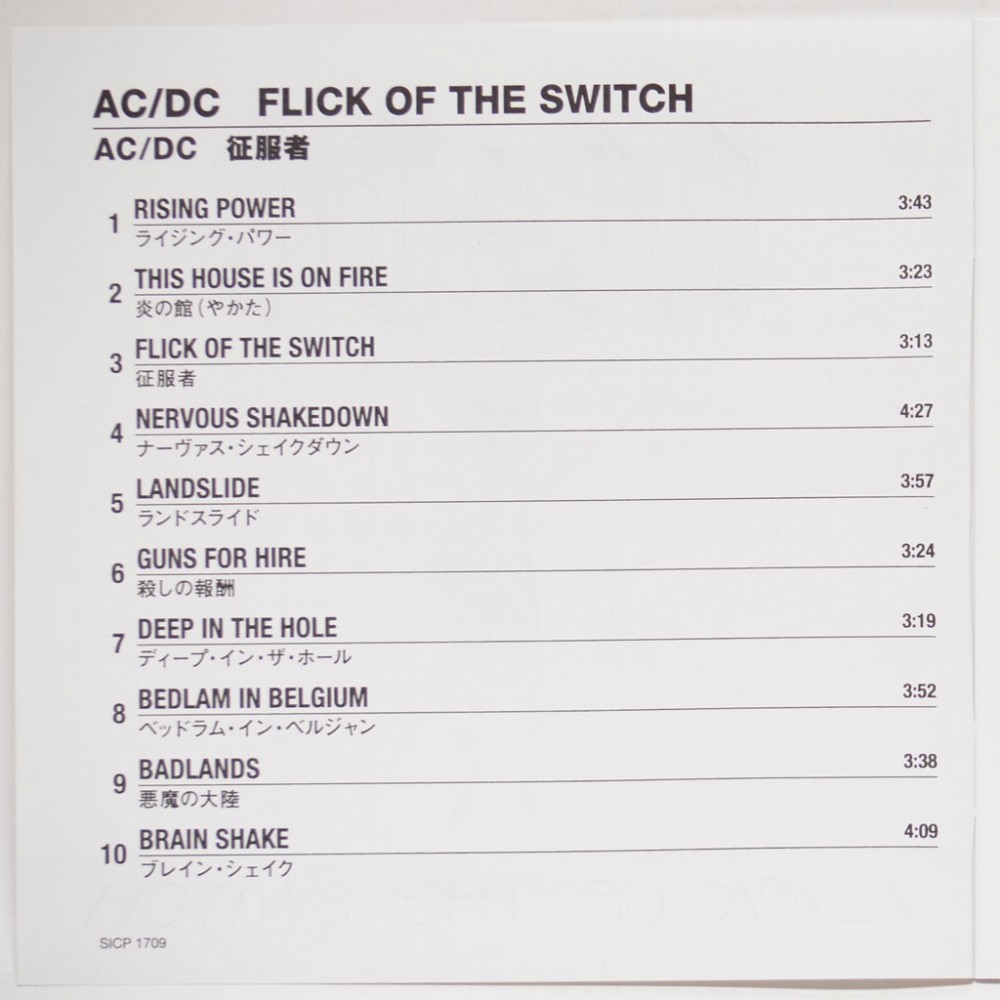 AC/DC FLICK OF THE SWITCH
AC/DC 征服者
1 RISING POWER 3:43
ライジング・パワー
2 THIS HOUSE IS ON FIRE 3:23
炎の館(やかた)
3 FLICK OF THE SWITCH 3:13
征服者
4 NERVOUS SHAKEDOWN 4:27
ナーヴァス・シェイクダウン
5 LANDSLIDE 3:57
ランドスライド
6 GUNS FOR HIRE 3:24
殺しの報酬
7 DEEP IN THE HOLE 3:19
ディープ・イン・ザ・ホール
8 BEDLAM IN BELGIUM 3:52
ベッドラム・イン・ベルジャン
9 BADLANDS 3:38
悪魔の大陸
10 BRAIN SHAKE 4:09
ブレイン・シェイク
SICP 1709